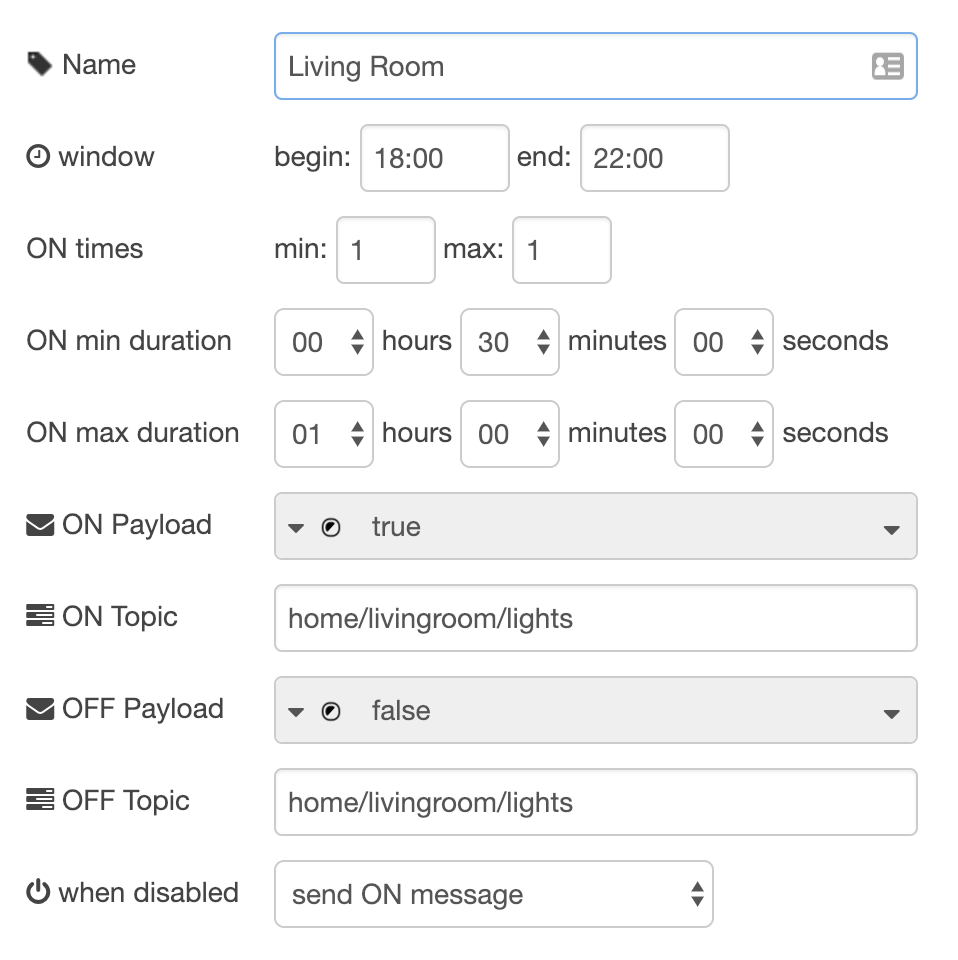 Name Living Room
window begin: 18:00 end: 22:00
ON times min: 1 max: 1
ON min duration 00 hours 30 minutes 00 seconds
ON max duration 01 hours 00 minutes 00 seconds
ON Payload true
ON Topic home/livingroom/lights
OFF Payload false
OFF Topic home/livingroom/lights
when disabled send ON message